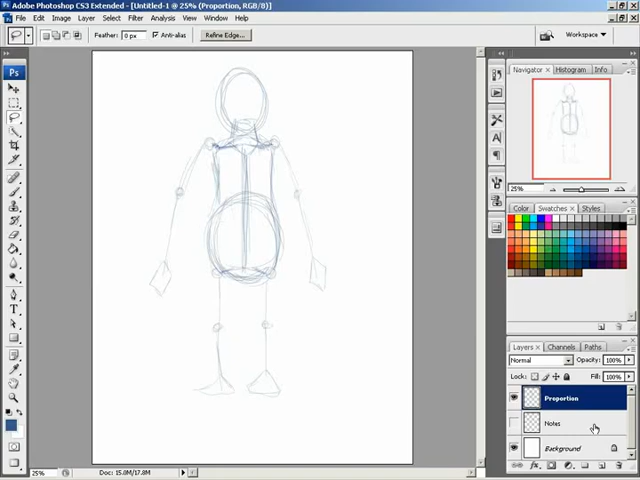 Adobe Photoshop CS3 Extended - [Untitled-1 @ 25% (Proportion, RGB/8)]
File Edit Image Layer Select Filter Analysis View Window Help
Feather: 0 px Anti-alias Refine Edge... Workspace
Ps
Navigator Histogram Info
25%
Color Swatches Styles
Layers Channels Paths
Normal Opacity: 100%
Lock: Fill: 100%
Proportion
Notes
Background
25% Doc: 15.8M/17.8M